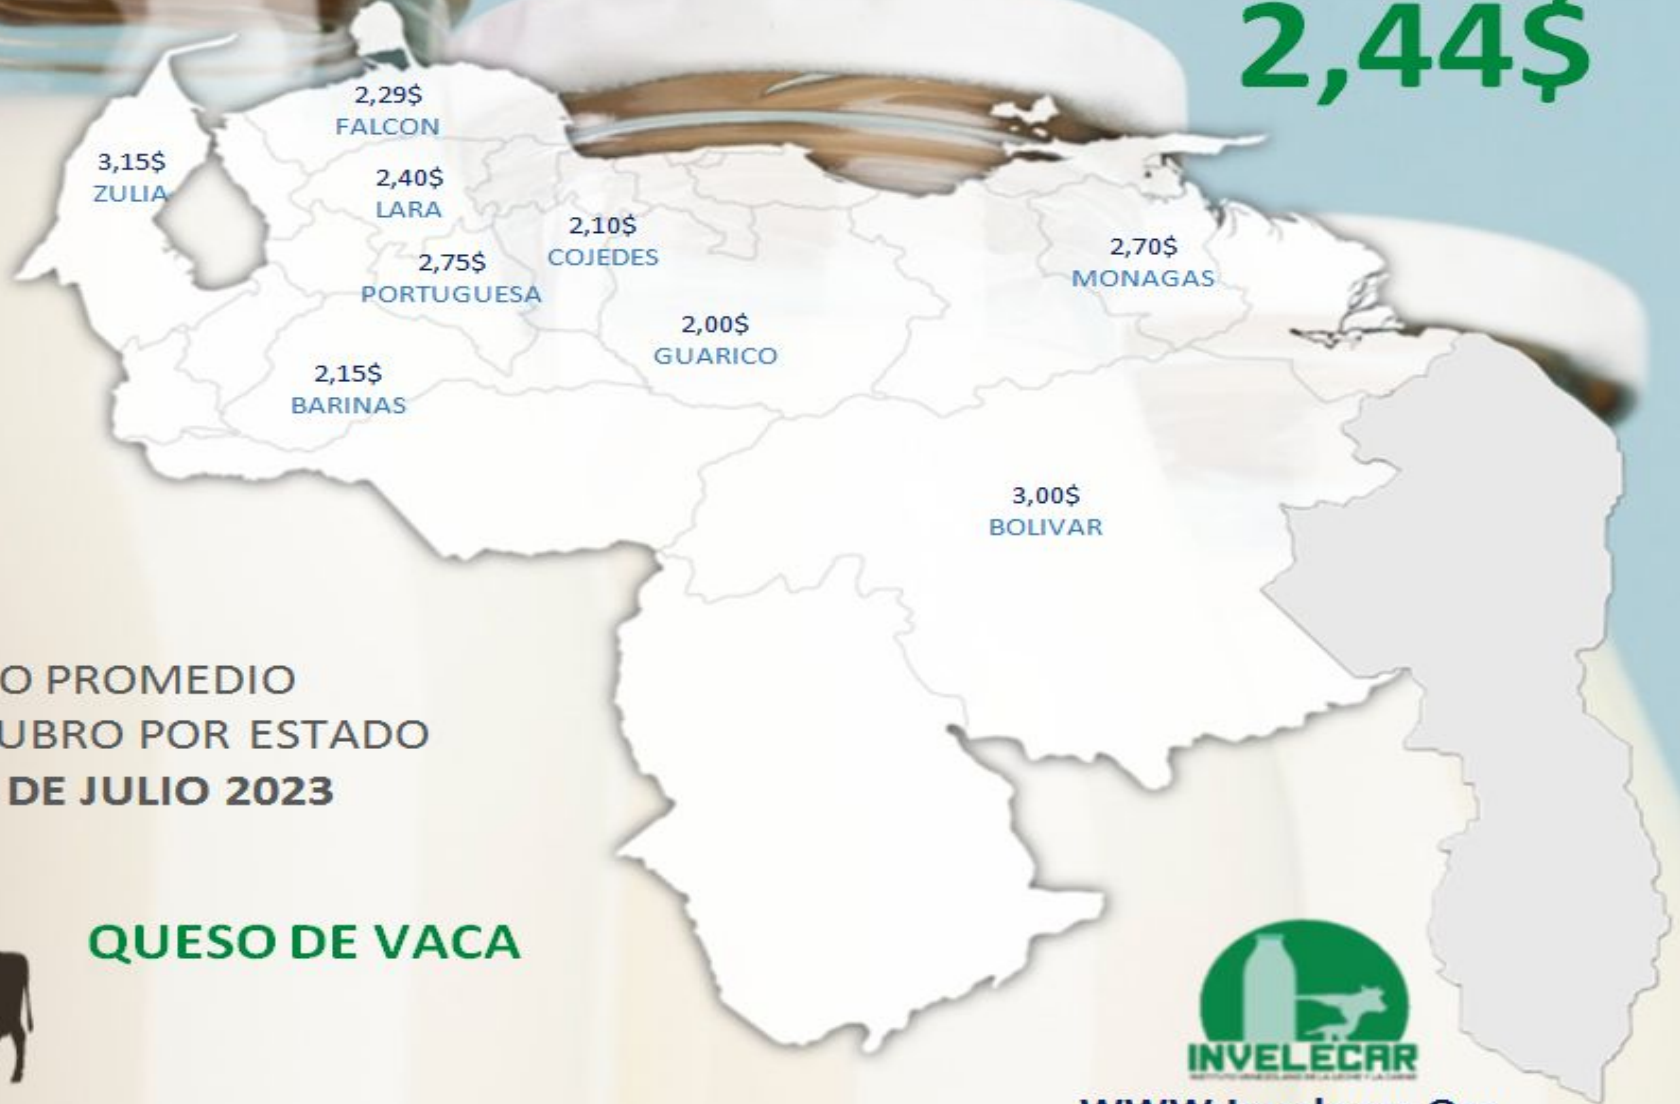 2,44$
2,29$
FALCON
3,15$
ZULIA
2,40$
LARA
2,10$
COJEDES
2,70$
MONAGAS
2,75$
PORTUGUESA
2,00$
GUARICO
2,15$
BARINAS
3,00$
BOLIVAR
O PROMEDIO
UBRO POR ESTADO
DE JULIO 2023
QUESO DE VACA
INVELECAR